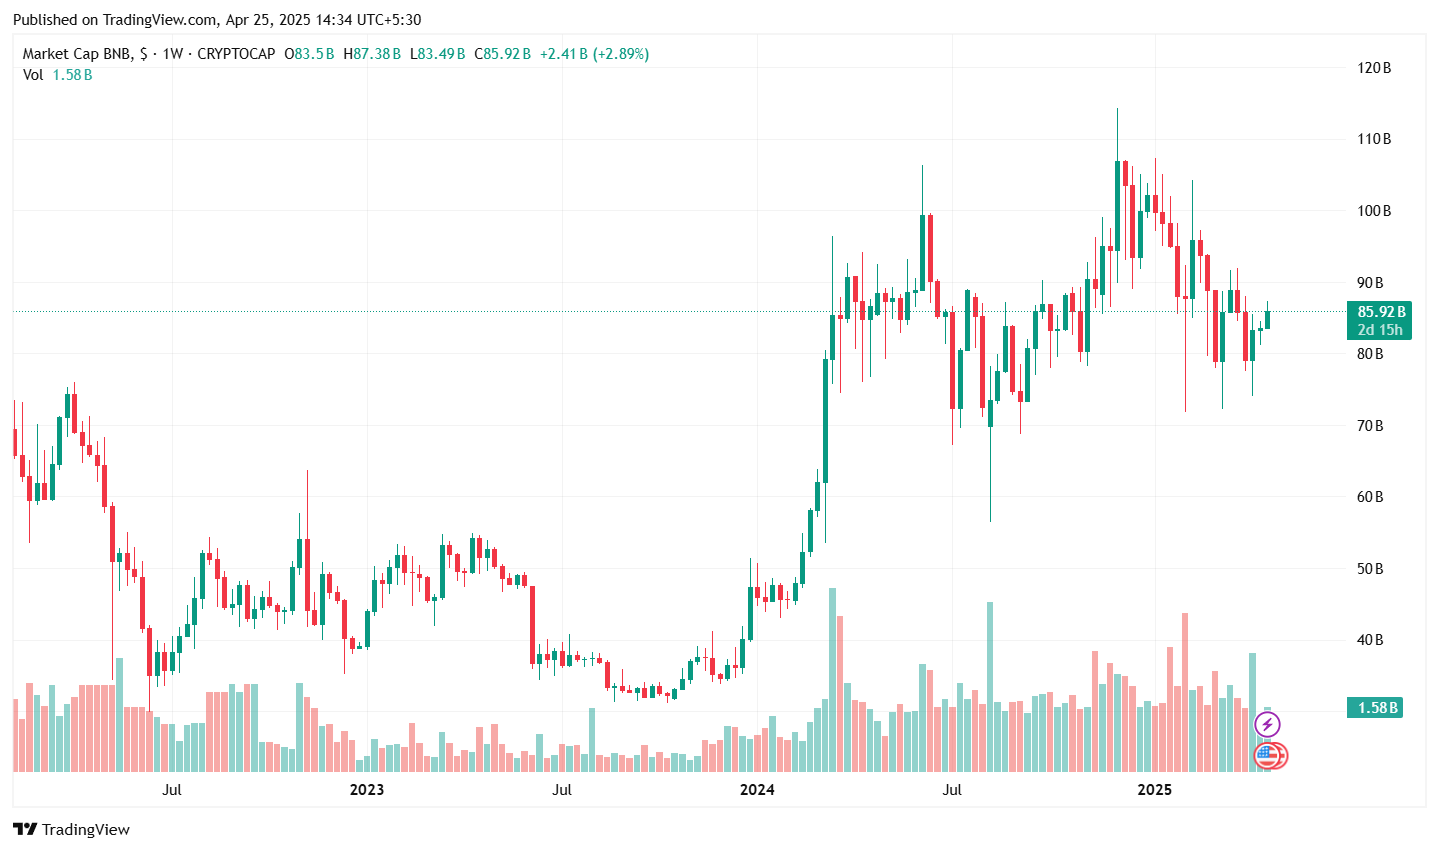 Published on TradingView.com, Apr 25, 2025 14:34 UTC+5:30
Market Cap BNB, $ · 1W · CRYPTOCAP O83.5B H87.38B L83.49B C85.92B +2.41B (+2.89%)
Vol 1.58B
120B
110B
100B
90B
85.92B
2d 15h
80B
70B
60B
50B
40B
1.58B
Jul 2023 Jul 2024 Jul 2025
TradingView